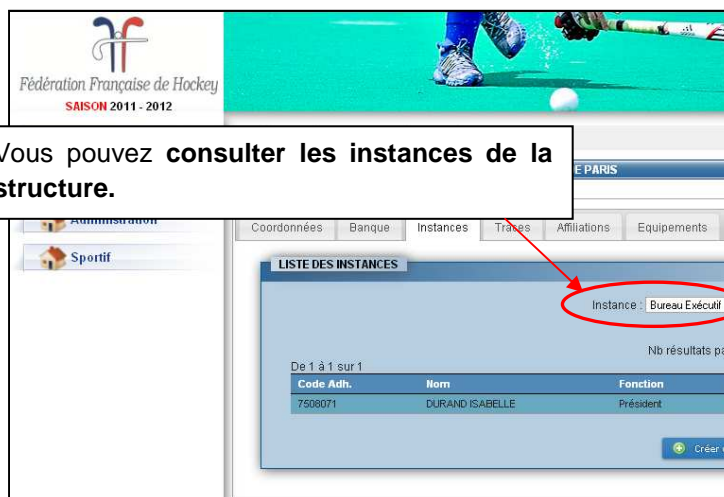 Fédération Française de Hockey
SAISON 2011 - 2012
Vous pouvez consulter les instances de la
structure.
E PARIS
Administration
Sportif
Coordonnées Banque Instances Traces Affiliations Equipements
LISTE DES INSTANCES
Instance : Bureau Exécutif
Nb résultats pa
De 1 à 1 sur 1
Code Adh. Nom Fonction
7508071 DURAND ISABELLE Président
Créer